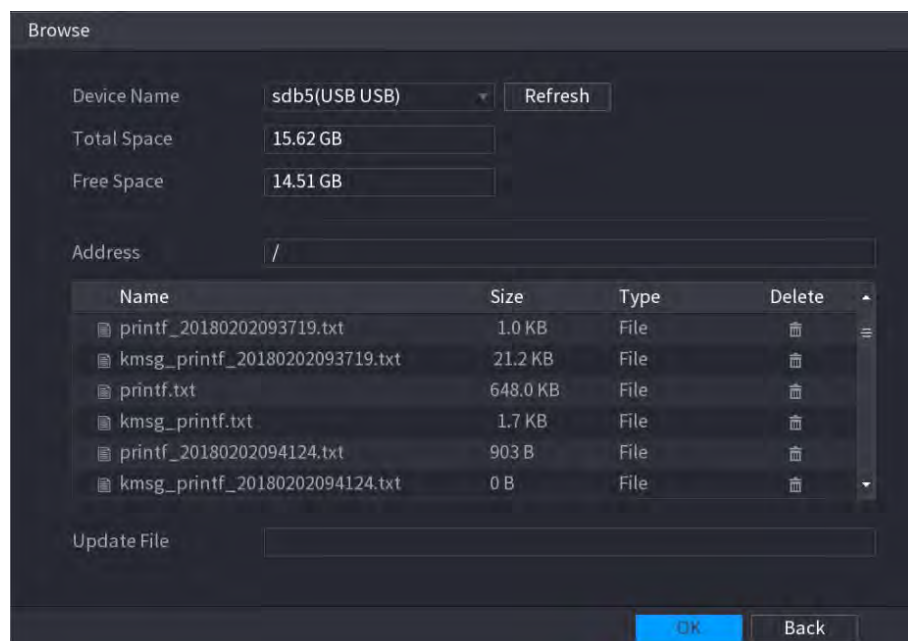 Browse
Device Name sdb5(USB USB) Refresh
Total Space 15.62 GB
Free Space 14.51 GB
Address /
Name Size Type Delete
printf_20180202093719.txt 1.0 KB File
kmsg_printf_20180202093719.txt 21.2 KB File
printf.txt 648.0 KB File
kmsg_printf.txt 1.7 KB File
printf_20180202094124.txt 903 B File
kmsg_printf_20180202094124.txt 0 B File
Update File
OK Back